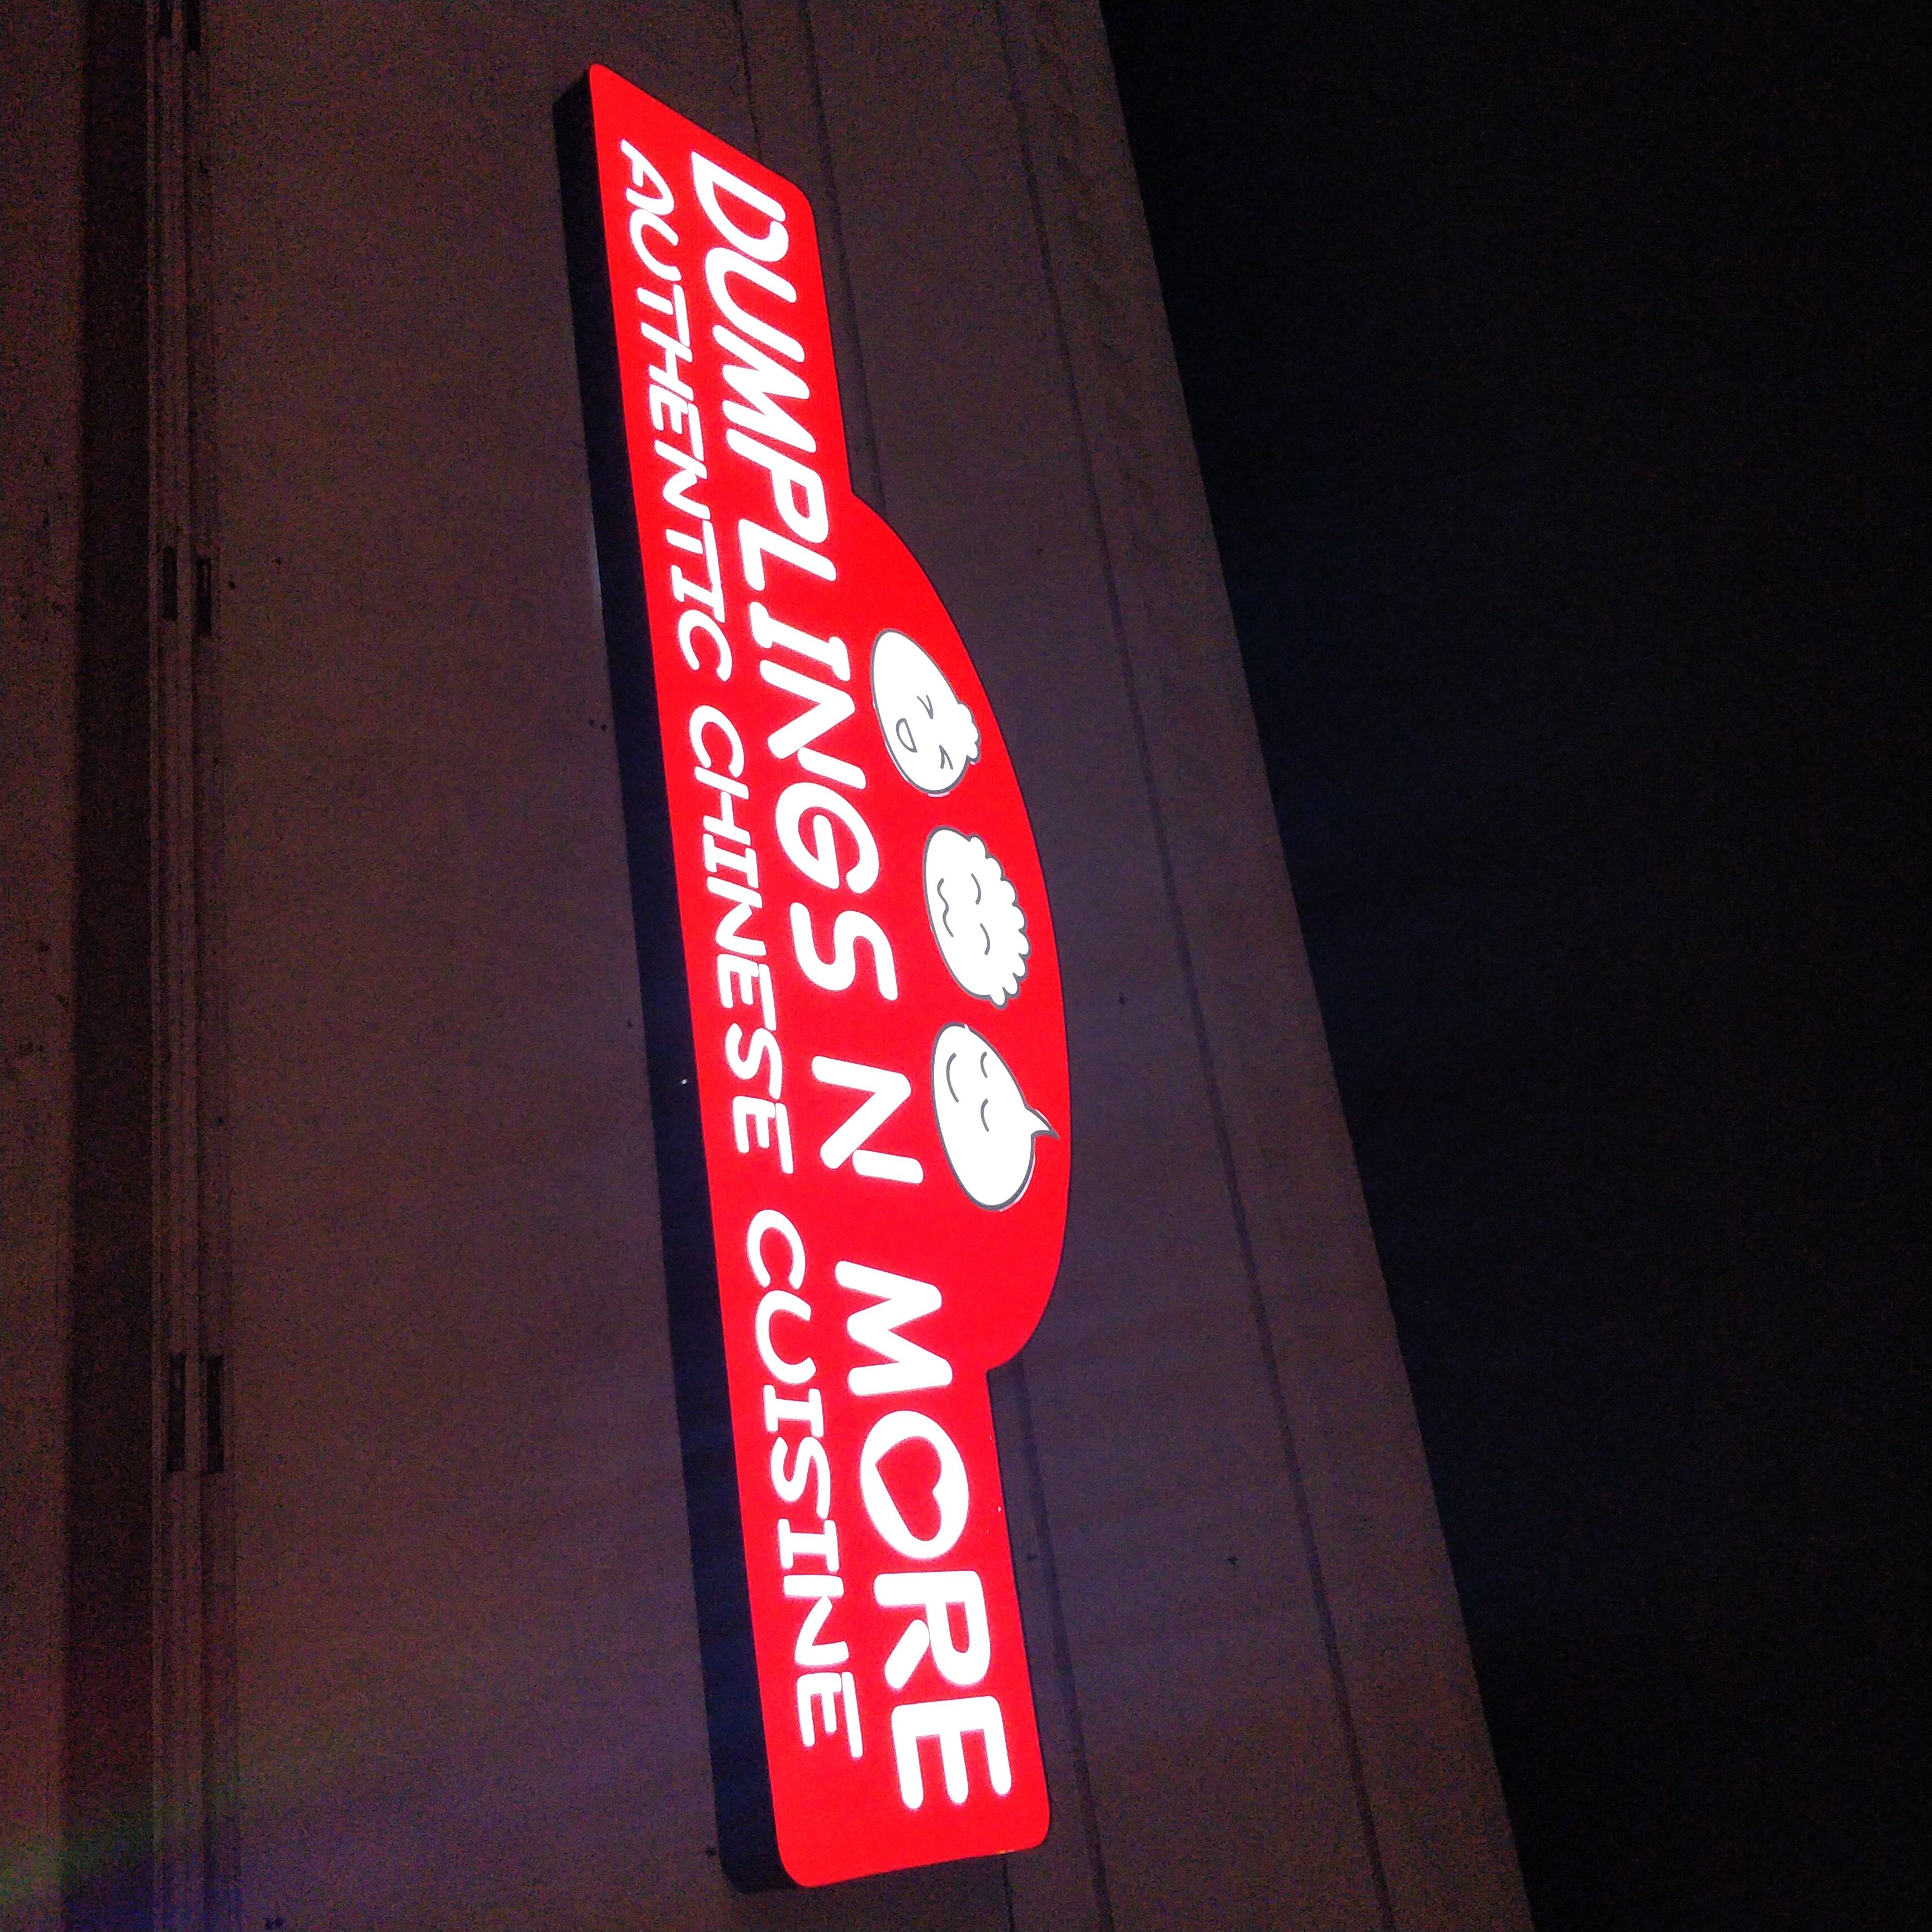 DUMPLINGS N MORE
AUTHENTIC CHINESE CUISINE